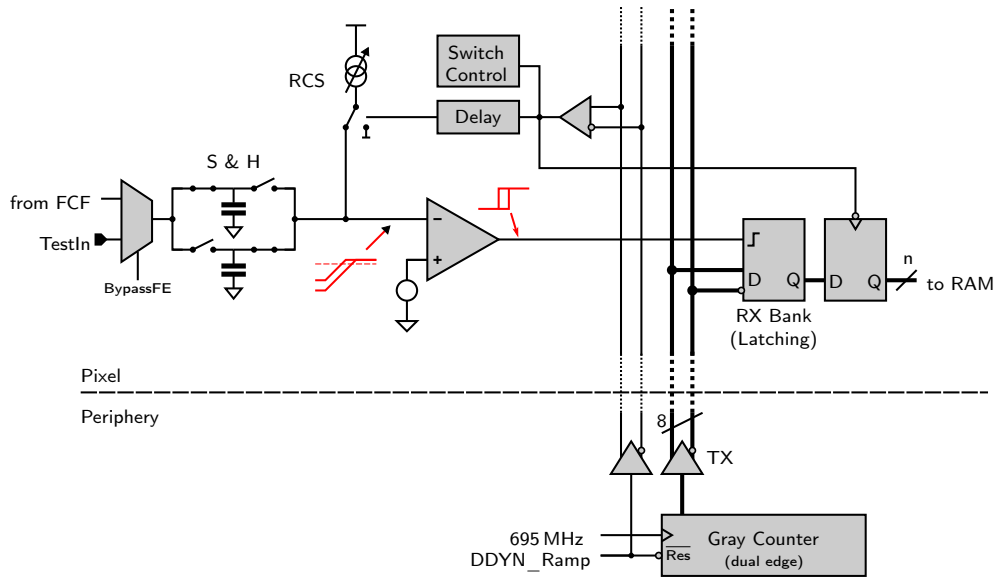 Switch
Control
RCS
Delay
S & H
from FCF
TestIn
BypassFE
−
+
D
Q
D
Q
n
to RAM
RX Bank
(Latching)
Pixel
Periphery
8
TX
695 MHz
DDYN_Ramp
Res
Gray Counter
(dual edge)